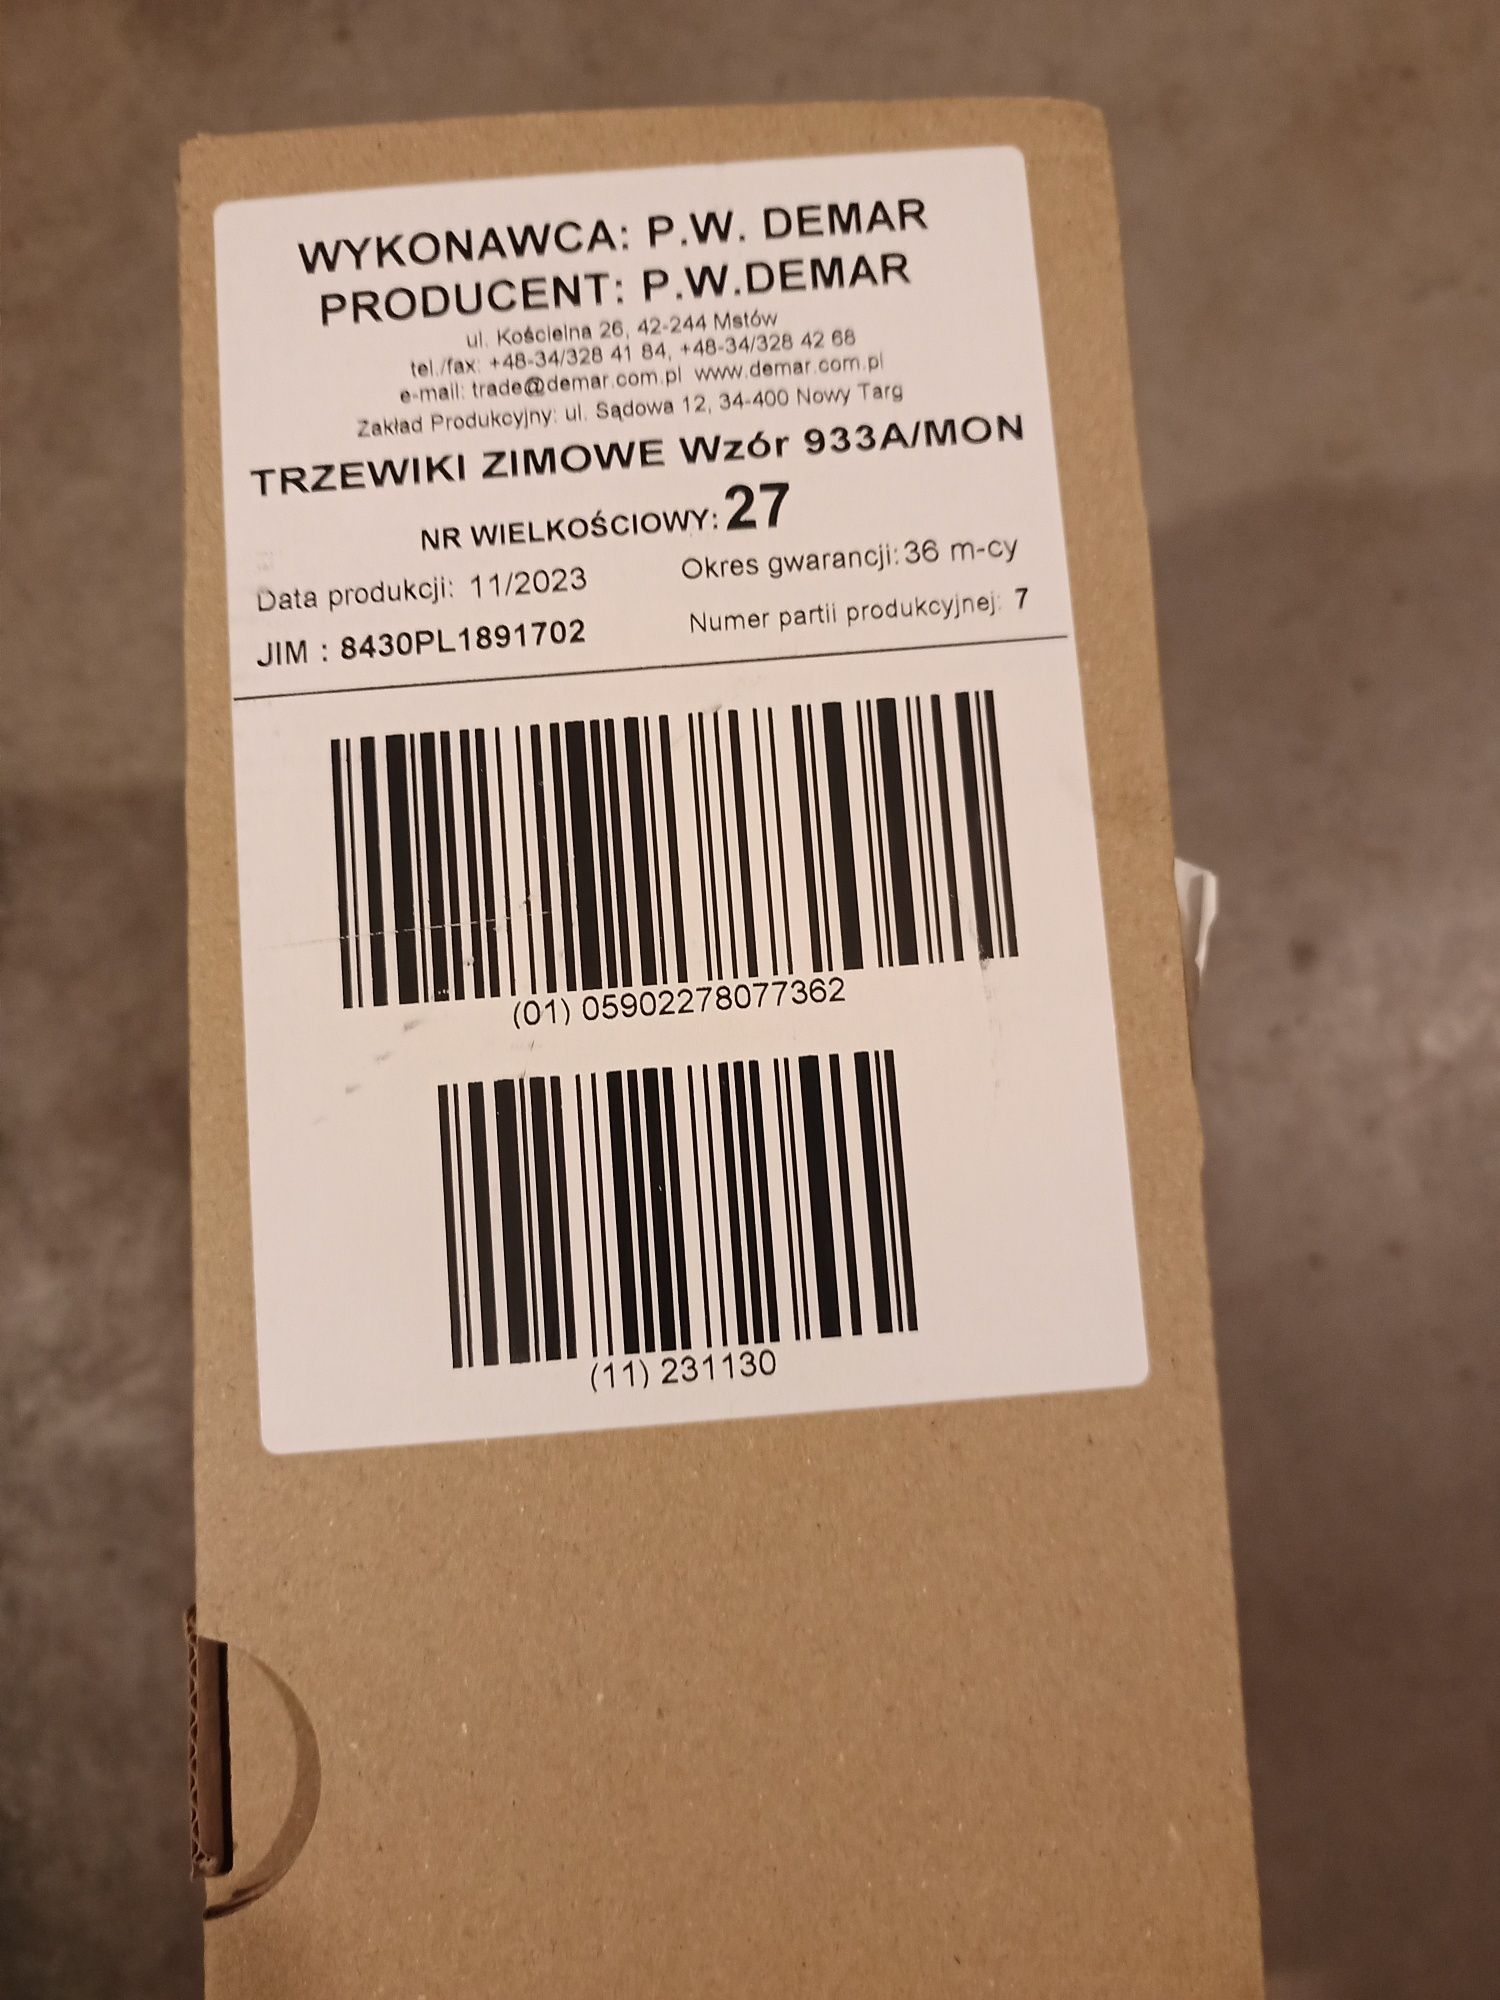 WYKONAWCA: P.W. DEMAR
PRODUCENT: P.W.DEMAR
ul. Kościelna 26, 42-244 Mstów
tel./fax: +48-34/328 41 84, +48-34/328 42 68
e-mail: trade@demar.com.pl www.demar.com.pl
Zakład Produkcyjny: ul. Sądowa 12, 34-400 Nowy Targ
TRZEWIKI ZIMOWE Wzór 933A/MON
NR WIELKOŚCIOWY: 27
Data produkcji: 11/2023 Okres gwarancji: 36 m-cy
JIM : 8430PL1891702 Numer partii produkcyjnej: 7
(01) 05902278077362
(11) 231130